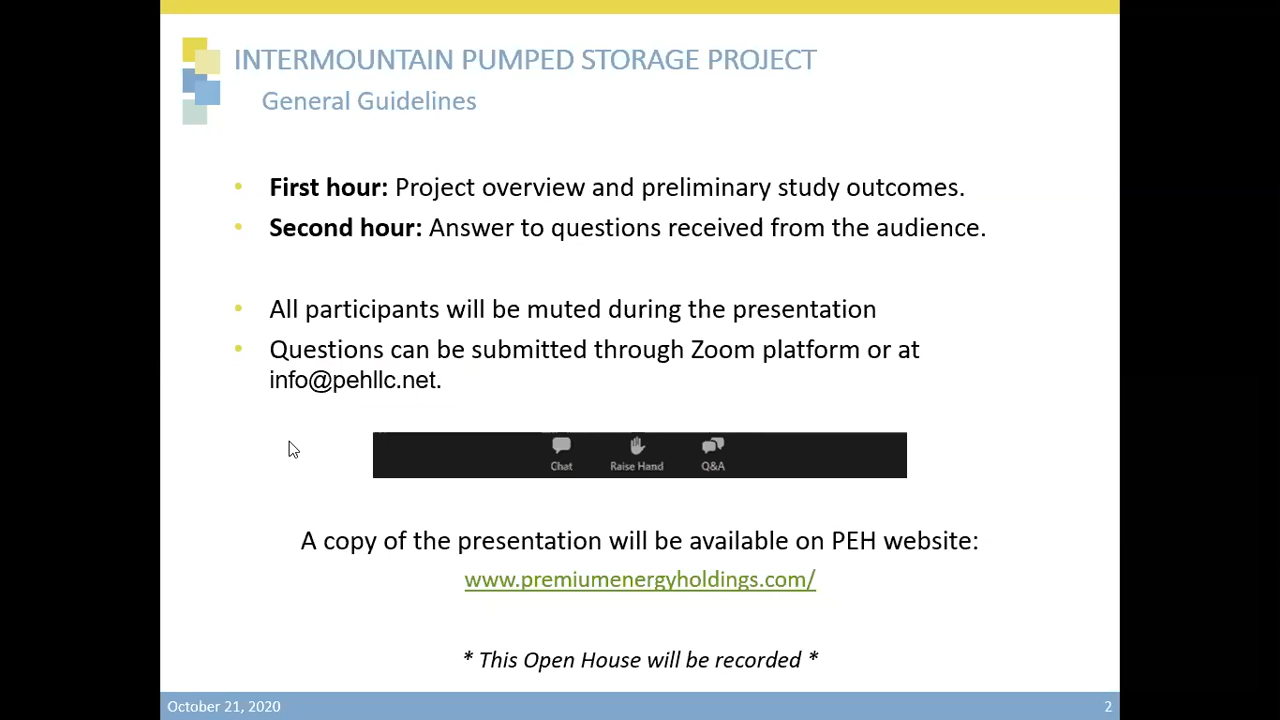 INTERMOUNTAIN PUMPED STORAGE PROJECT
General Guidelines
• First hour: Project overview and preliminary study outcomes.
• Second hour: Answer to questions received from the audience.
• All participants will be muted during the presentation
• Questions can be submitted through Zoom platform or at
info@pehllc.net.
Chat Raise Hand Q&A
A copy of the presentation will be available on PEH website:
www.premiumenergyholdings.com/
* This Open House will be recorded *
October 21, 2020 2